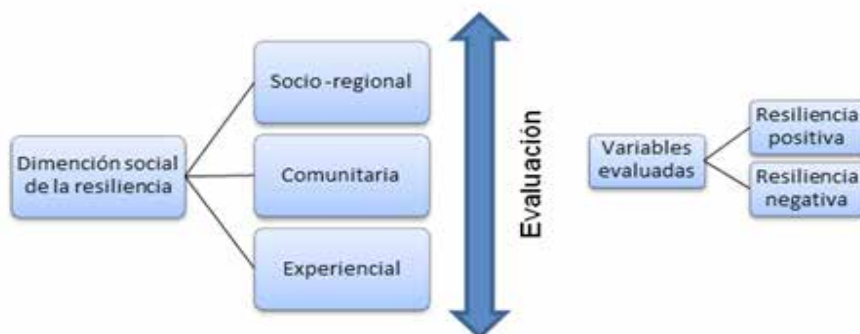 Dimención social
de la resiliencia
Socio-regional
Comunitaria
Experiencial
Evaluación
Variables
evaluadas
Resiliencia
positiva
Resiliencia
negativa